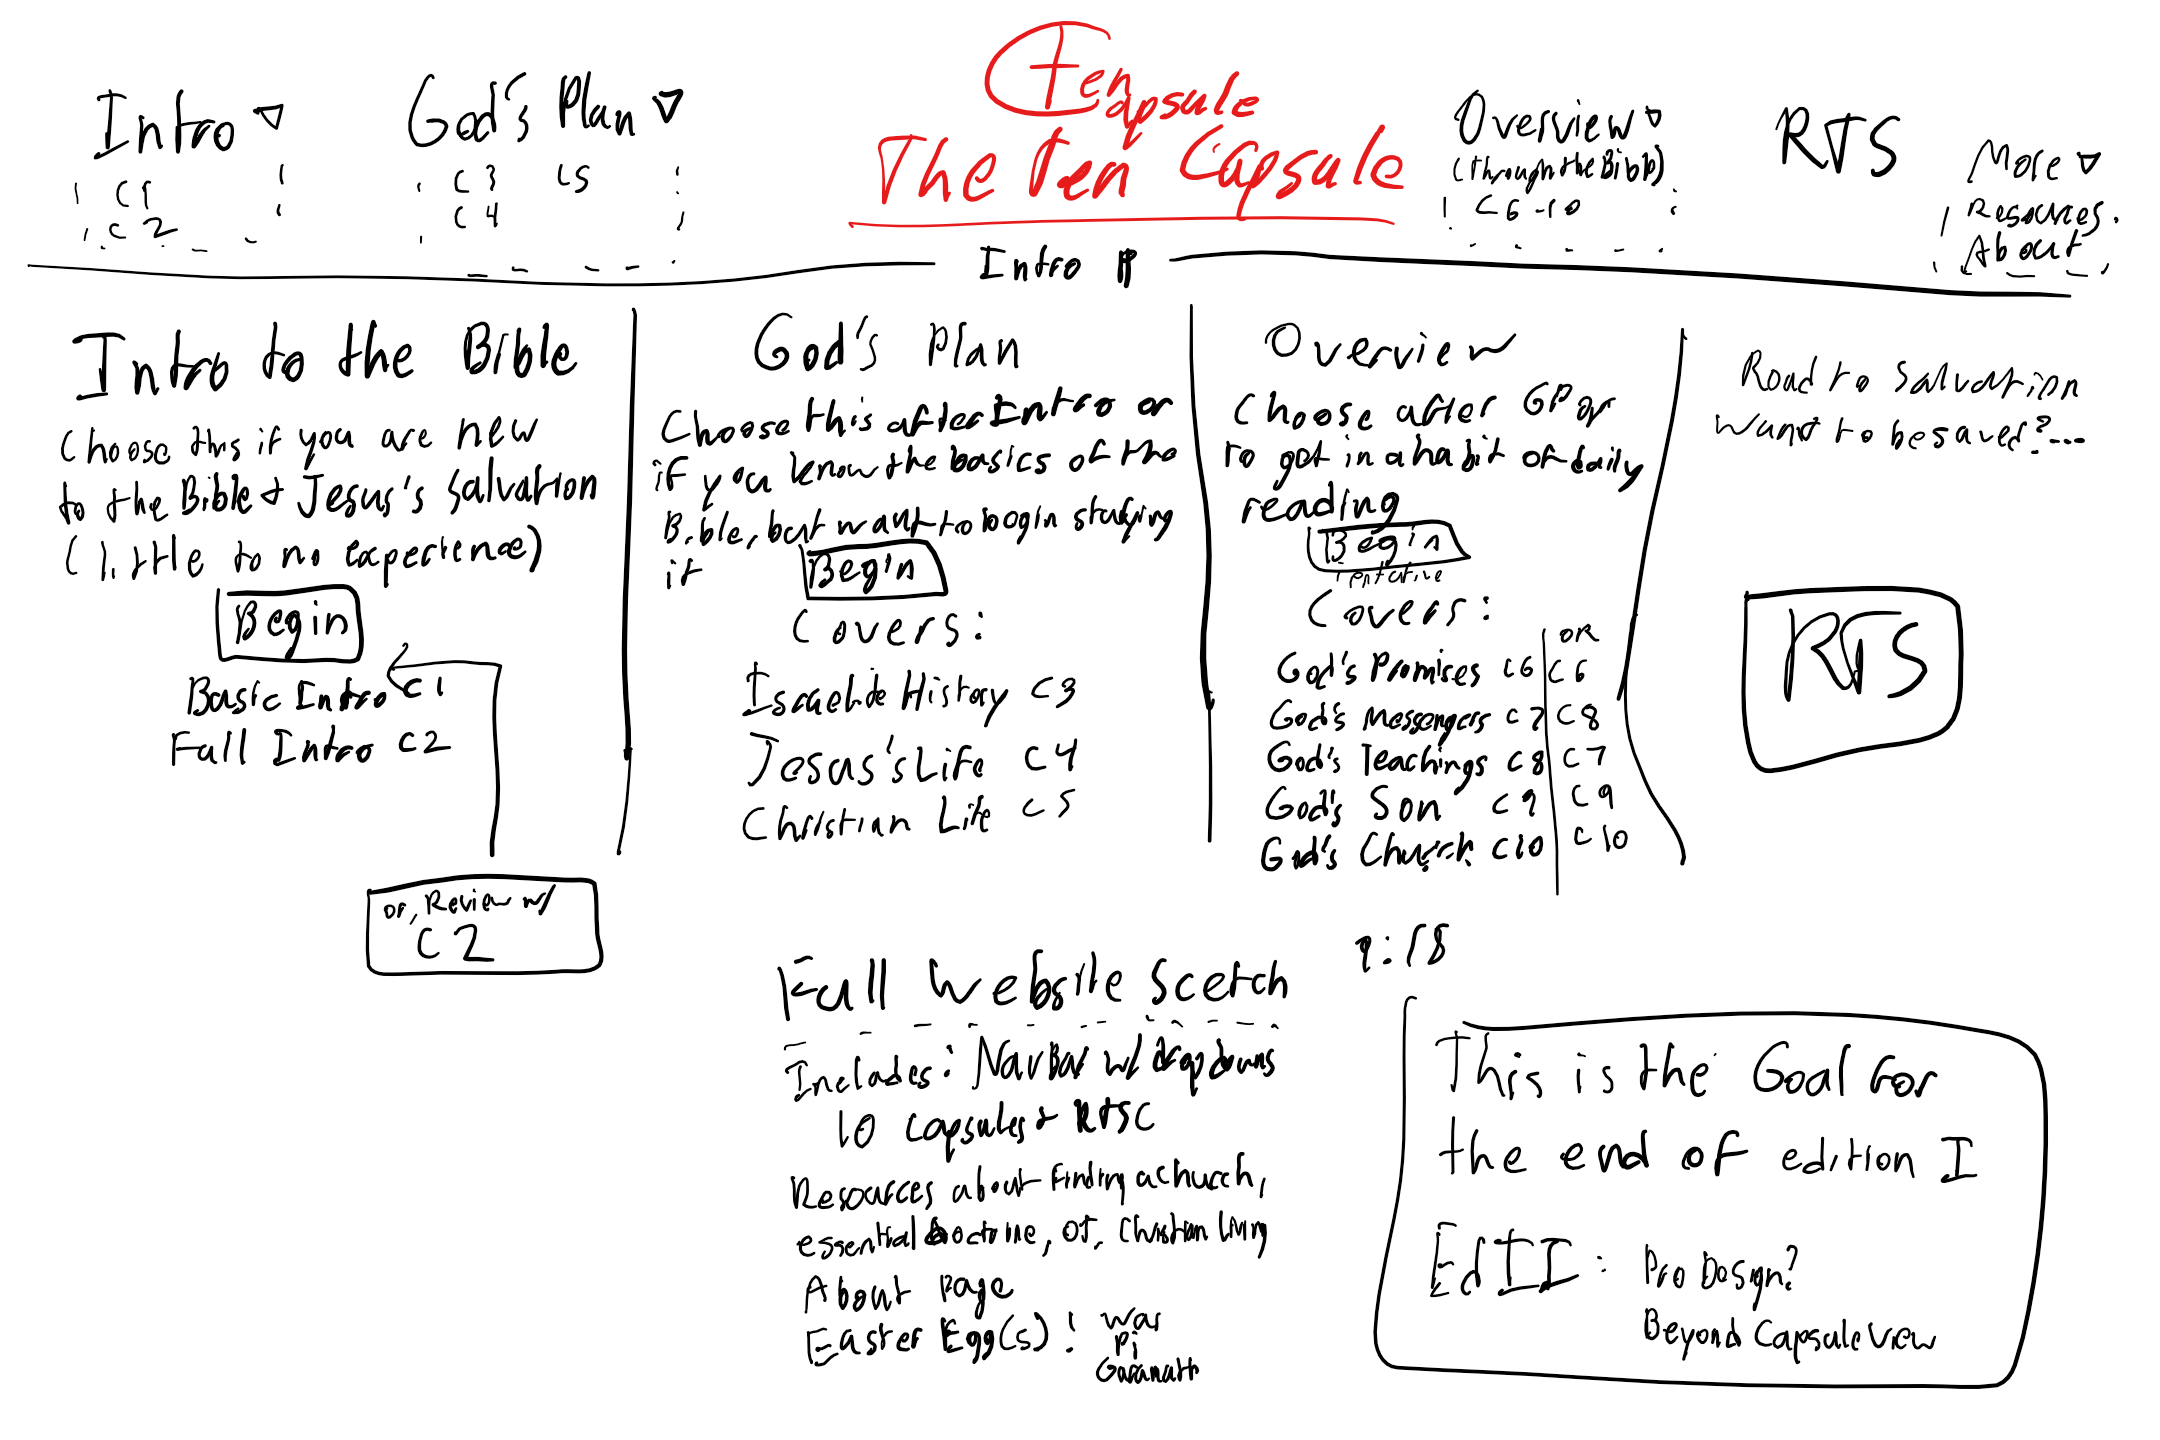 Intro
C1
C2
God's Plan
C3 C5
C4
Ten
apsule
The Ten Capsule
Overview
(through the Bible)
C6-10
RTS
More
Resources
About
Intro
Intro to the Bible
Choose this if you are new
to the Bible & Jesus's Salvation
(little to no experience)
Begin
Basic Intro C1
Full Intro C2
or, Review w/
C2
God's Plan
Choose this after Intro or
if you know the basics of the
Bible, but want to begin studying
it
Begin
Covers:
Israelite History C3
Jesus's Life C4
Christian Life C5
Overview
Choose after GP or
to get in a habit of daily
reading
Begin
Tentative
Covers:
OR
God's Promises C6 C6
God's Messengers C7 C8
God's Teachings C8 C7
God's Son C9 C9
God's Church C10 C10
Road to Salvation
Want to be saved?...
RTS
Full Website Scetch
Includes: NavBar w/ dropdowns
10 Capsules + RTSC
Resources about finding a church,
essential doctrine, OT, Christian living
About Page
Easter Egg(s)! war
Pi
9:18
This is the Goal for
the end of edition I
Ed II: Pro Design?
Beyond Capsule View